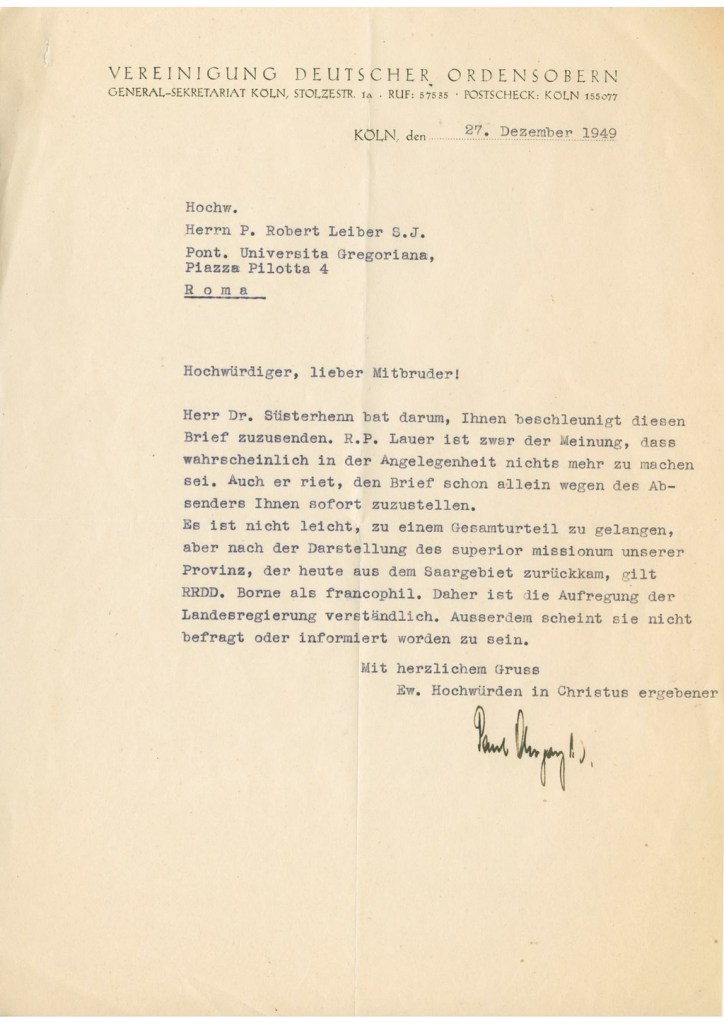 VEREINIGUNG DEUTSCHER ORDENSOBERN
GENERAL-SEKRETARIAT KÖLN, STOLZESTR. 1a . RUF: 57535 · POSTSCHECK: KÖLN 155077
KÖLN, den 27. Dezember 1949
Hochw.
Herrn P. Robert Leiber S.J.
Pont. Universita Gregoriana,
Piazza Pilotta 4
R o m a
Hochwürdiger, lieber Mitbruder!
Herr Dr. Süsterhenn bat darum, Ihnen beschleunigt diesen
Brief zuzusenden. R.P. Lauer ist zwar der Meinung, dass
wahrscheinlich in der Angelegenheit nichts mehr zu machen
sei. Auch er riet, den Brief schon allein wegen des Ab-
senders Ihnen sofort zuzustellen.
Es ist nicht leicht, zu einem Gesamturteil zu gelangen,
aber nach der Darstellung des superior missionum unserer
Provinz, der heute aus dem Saargebiet zurückkam, gilt
RRDD. Borne als francophil. Daher ist die Aufregung der
Landesregierung verständlich. Ausserdem scheint sie nicht
befragt oder informiert worden zu sein.
Mit herzlichem Gruss
Ew. Hochwürden in Christus ergebener
Paul